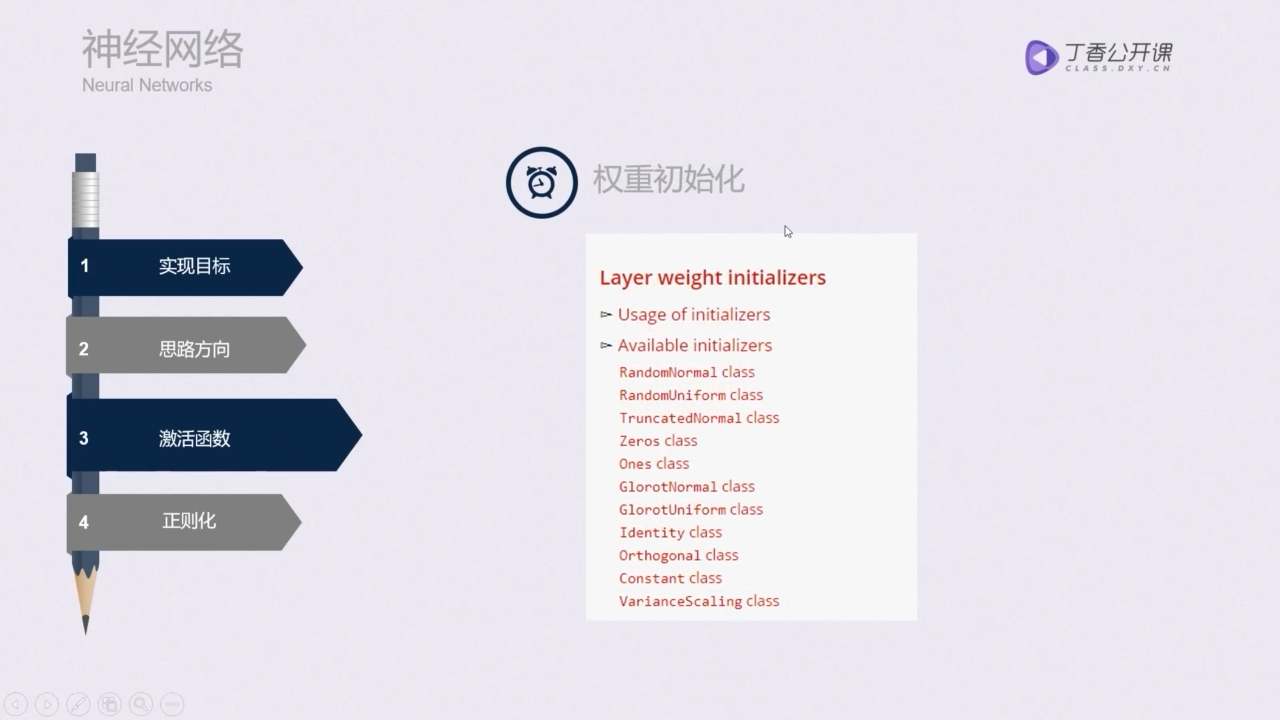 神经网络
Neural Networks
丁香公开课
CLASS.DXY.CN
1 实现目标
2 思路方向
3 激活函数
4 正则化
权重初始化
Layer weight initializers
Usage of initializers
Available initializers
RandomNormal class
RandomUniform class
TruncatedNormal class
Zeros class
Ones class
GlorotNormal class
GlorotUniform class
Identity class
Orthogonal class
Constant class
VarianceScaling class